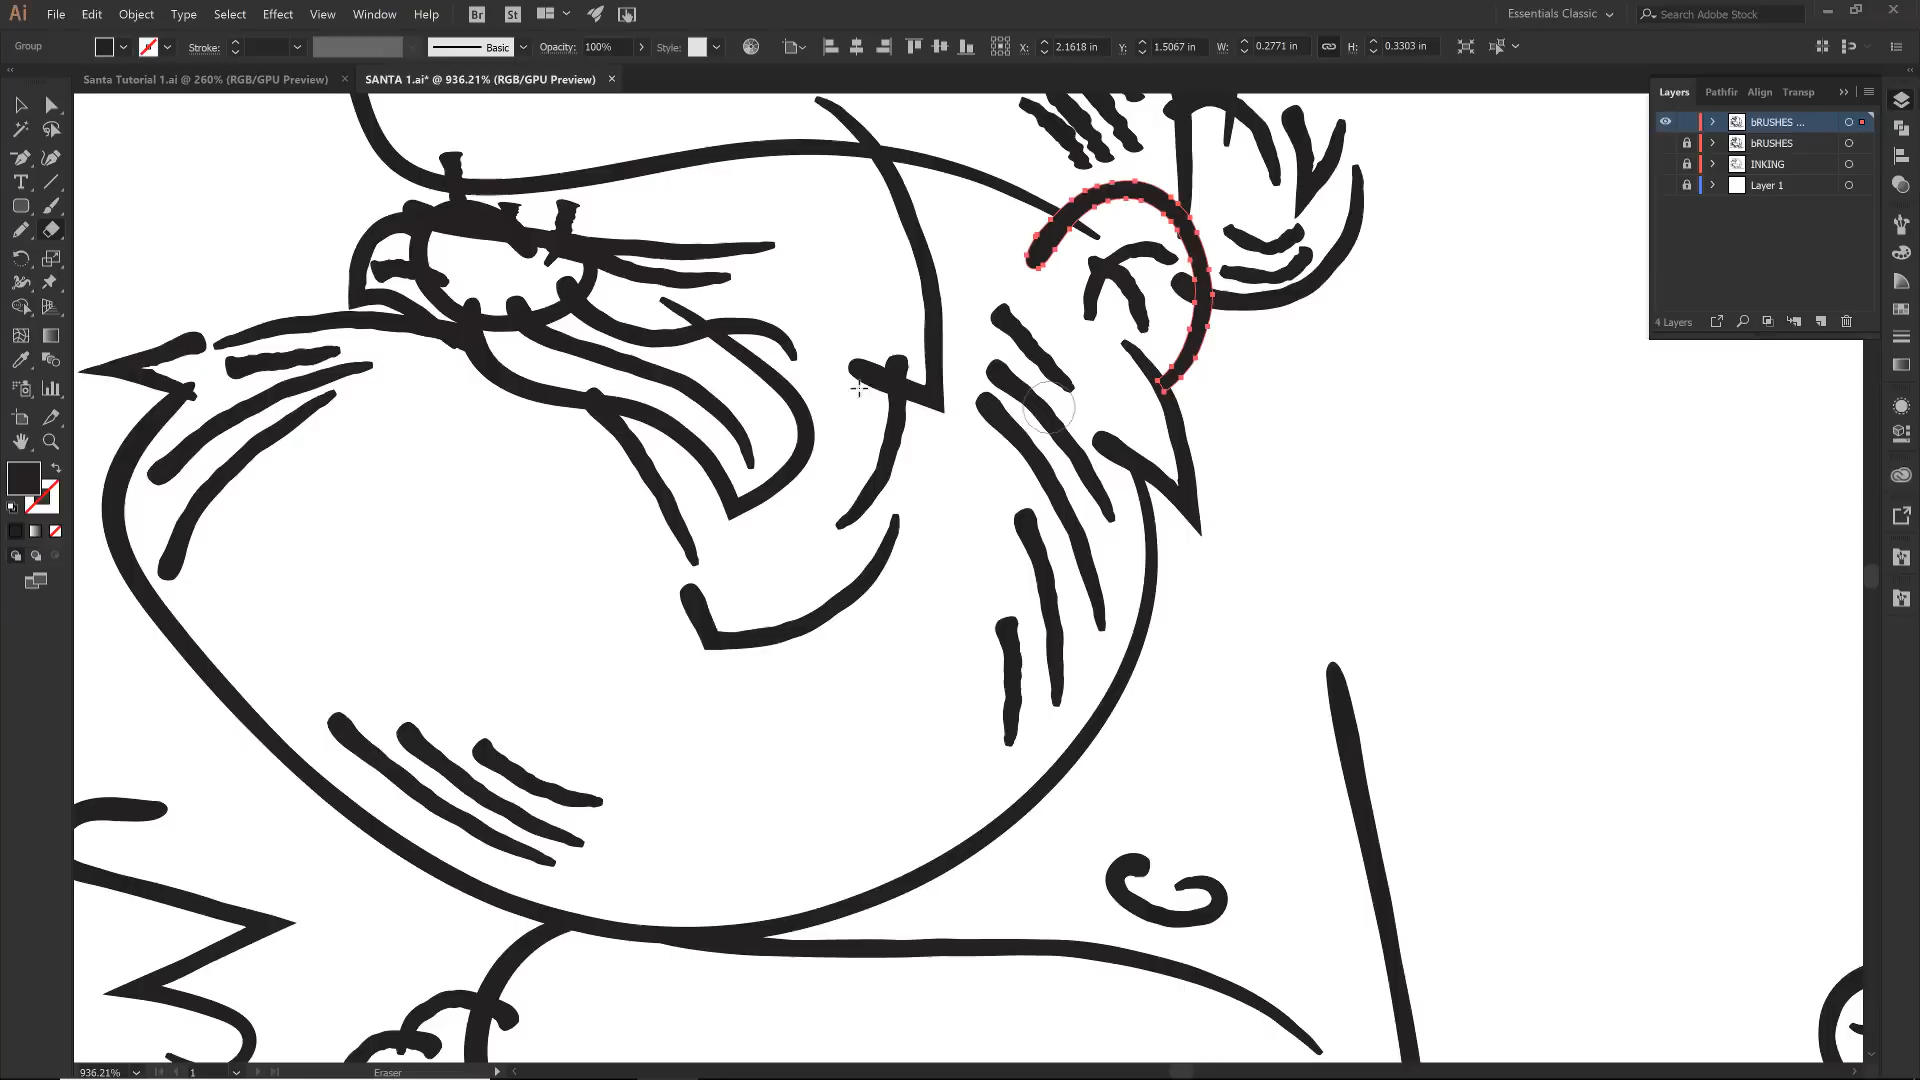 Ai File Edit Object Type Select Effect View Window Help Br St Essentials Classic Search Adobe Stock
Group Stroke: Basic Opacity: 100% Style: X: 2.1618 in Y: 1.5067 in W: 0.2771 in H: 0.3303 in
Santa Tutorial 1.ai @ 260% (RGB/GPU Preview) SANTA 1.ai* @ 936.21% (RGB/GPU Preview)
Layers Pathfir Align Transp
bRUSHES ...
bRUSHES
INKING
Layer 1
4 Layers
936.21% 1 Eraser